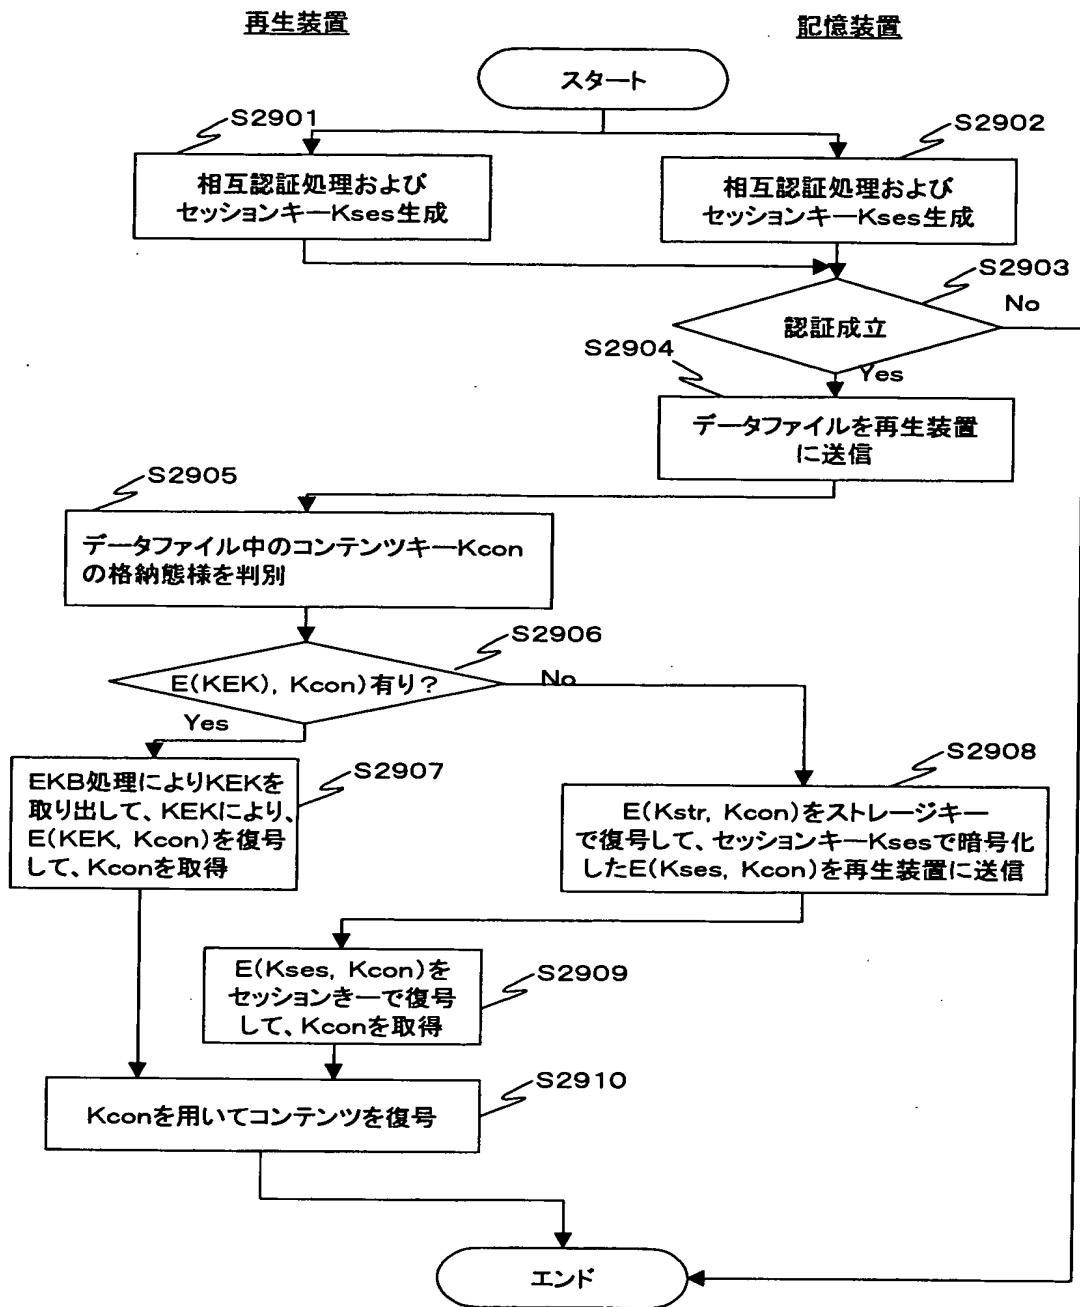 再生装置
記憶装置
スタート
S2901
S2902
相互認証処理および
セッションキーKses生成
相互認証処理および
セッションキーKses生成
S2903
No
認証成立
S2904
Yes
データファイルを再生装置
に送信
S2905
データファイル中のコンテンツキーKcon
の格納態様を判別
S2906
E(KEK), Kcon)有り?
No
Yes
S2907
EKB処理によりKEKを
取り出して、KEKにより、
E(KEK, Kcon)を復号
して、Kconを取得
S2908
E(Kstr, Kcon)をストレージキー
で復号して、セッションキーKsesで暗号化
したE(Kses, Kcon)を再生装置に送信
E(Kses, Kcon)を
セッションきーで復号
して、Kconを取得
S2909
S2910
Kconを用いてコンテンツを復号
エンド